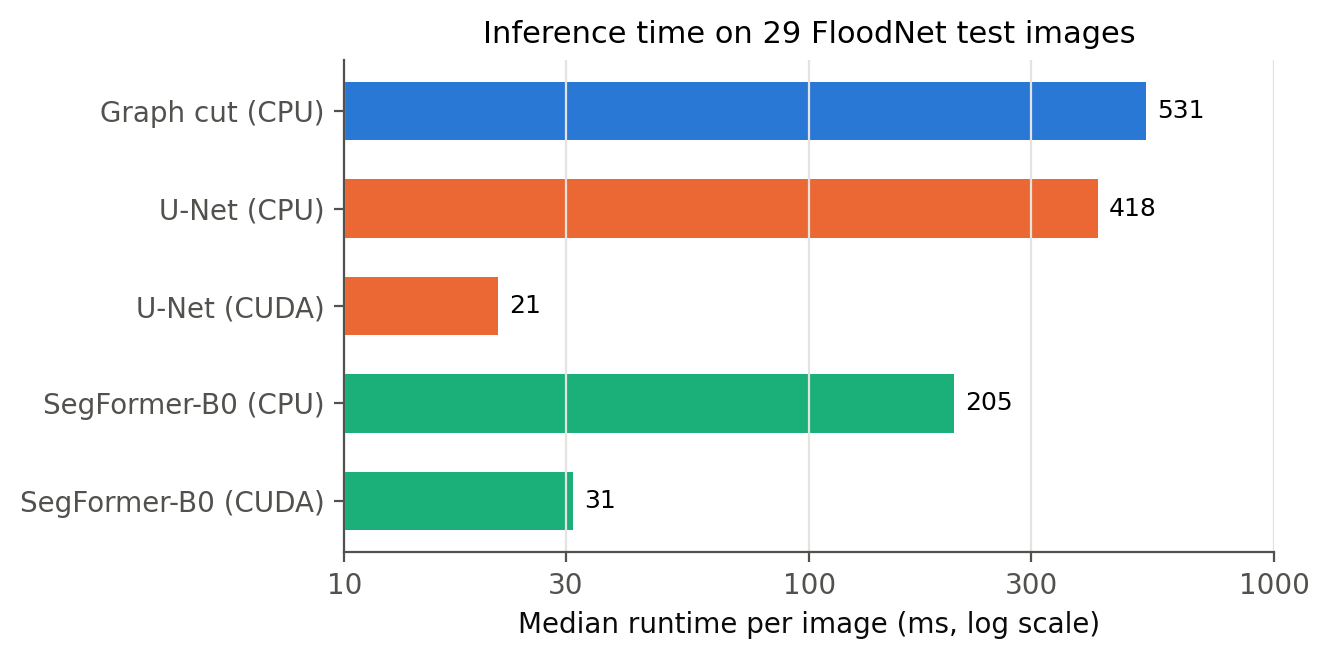 Inference time on 29 FloodNet test images
Graph cut (CPU)
531
U-Net (CPU)
418
U-Net (CUDA)
21
SegFormer-B0 (CPU)
205
SegFormer-B0 (CUDA)
31
10 30 100 300 1000
Median runtime per image (ms, log scale)